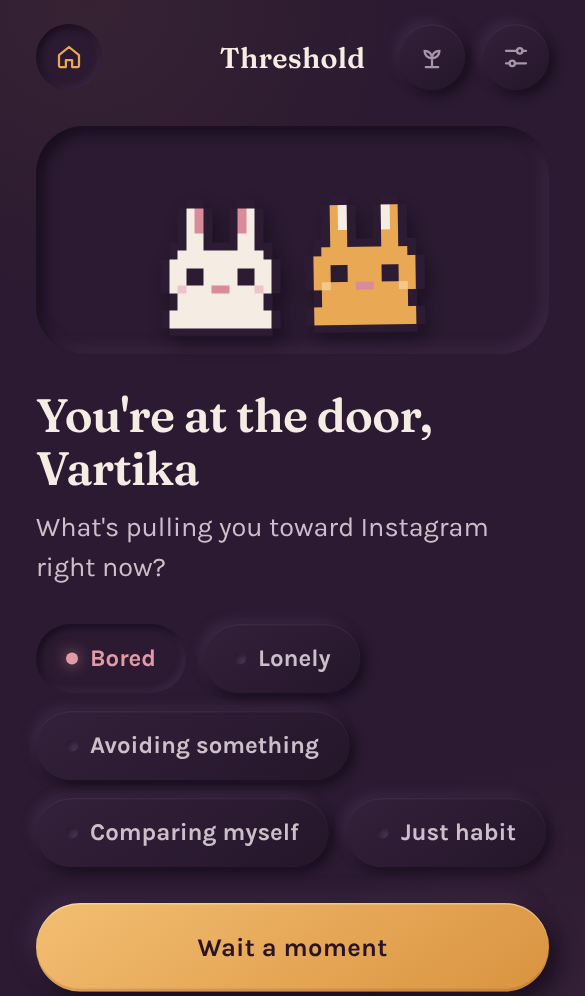 Threshold
You're at the door,
Vartika
What's pulling you toward Instagram
right now?
Bored
Lonely
Avoiding something
Comparing myself
Just habit
Wait a moment